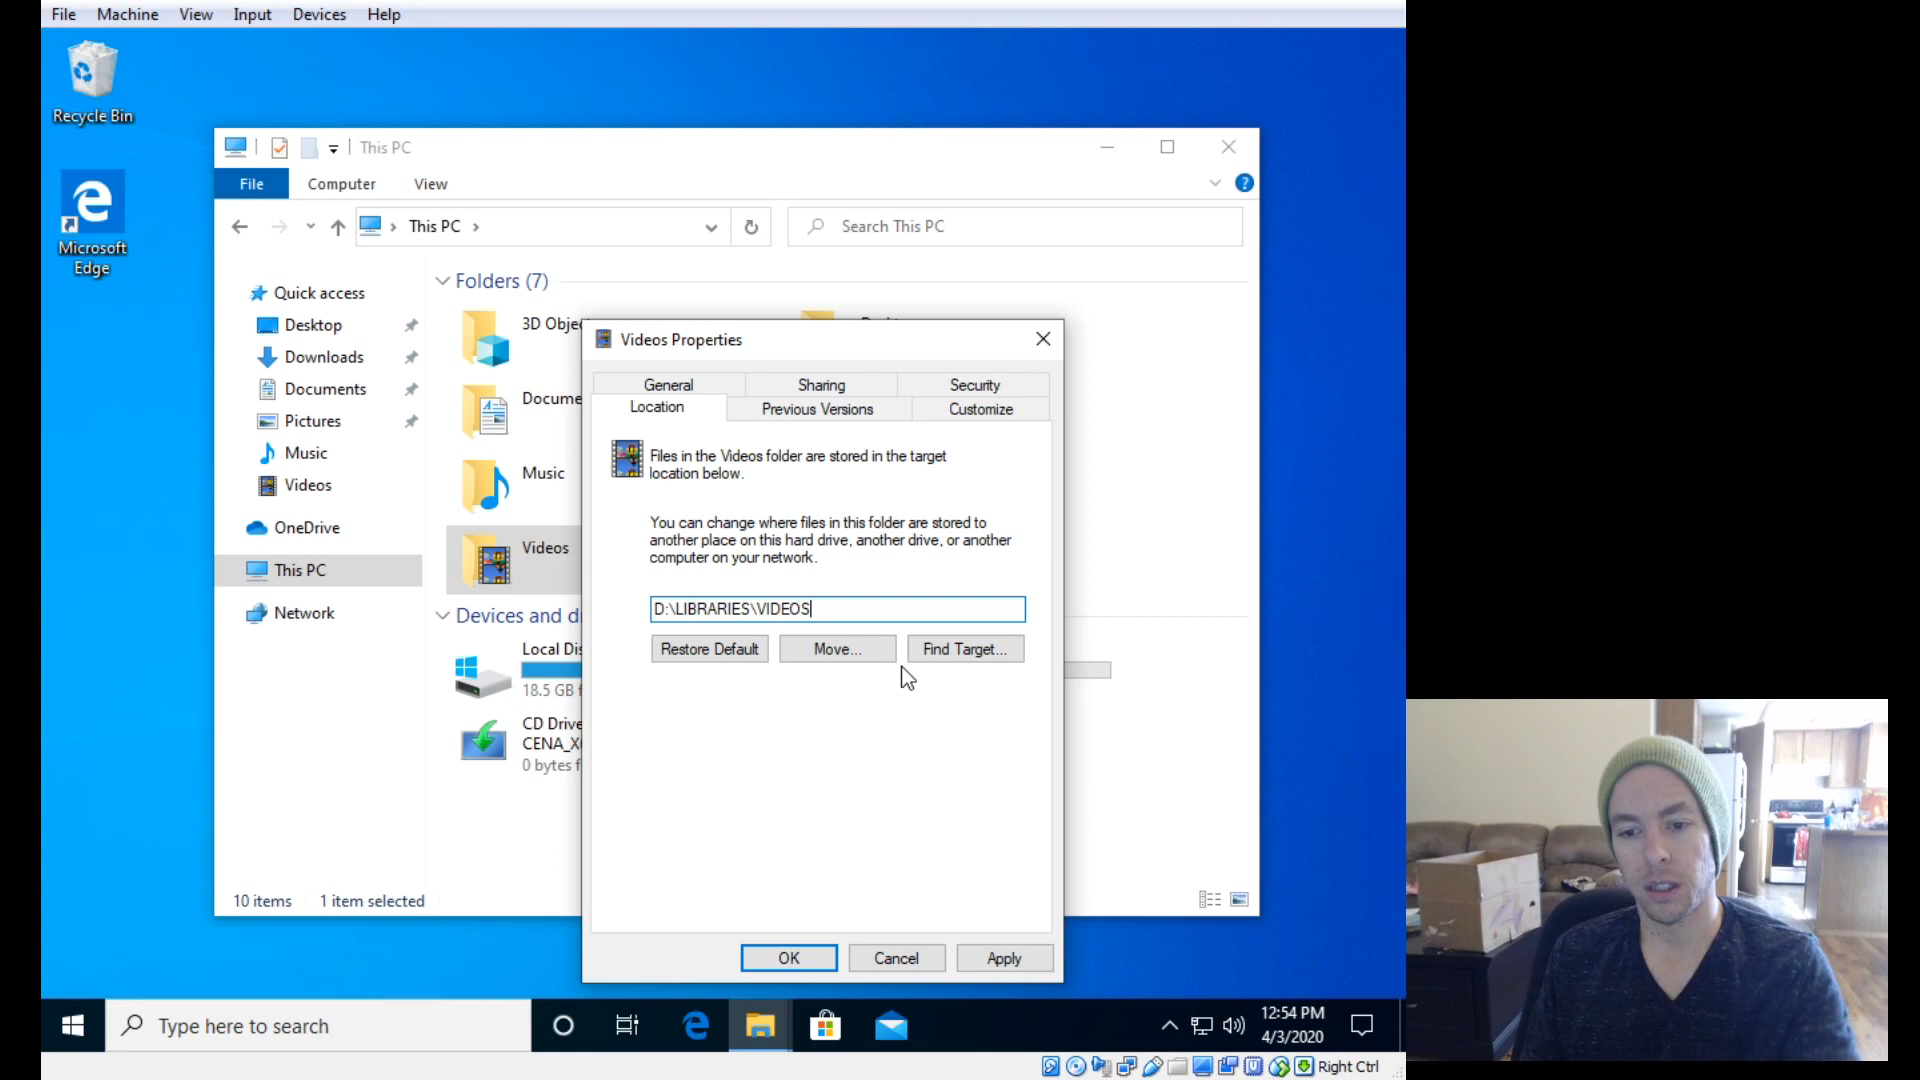 File Machine View Input Devices Help
Recycle Bin
Microsoft
Edge
This PC
File Computer View
This PC
Search This PC
Quick access
Desktop
Downloads
Documents
Pictures
Music
Videos
OneDrive
This PC
Network
Folders (7)
3D Objec
Docume
Music
Videos
Devices and d
Local Dis
18.5 GB f
CD Drive
CENA_X
0 bytes f
10 items 1 item selected
Videos Properties
General Sharing Security
Location Previous Versions Customize
Files in the Videos folder are stored in the target
location below.
You can change where files in this folder are stored to
another place on this hard drive, another drive, or another
computer on your network.
D:\LIBRARIES\VIDEOS
Restore Default Move... Find Target...
OK Cancel Apply
Type here to search
12:54 PM
4/3/2020
Right Ctrl